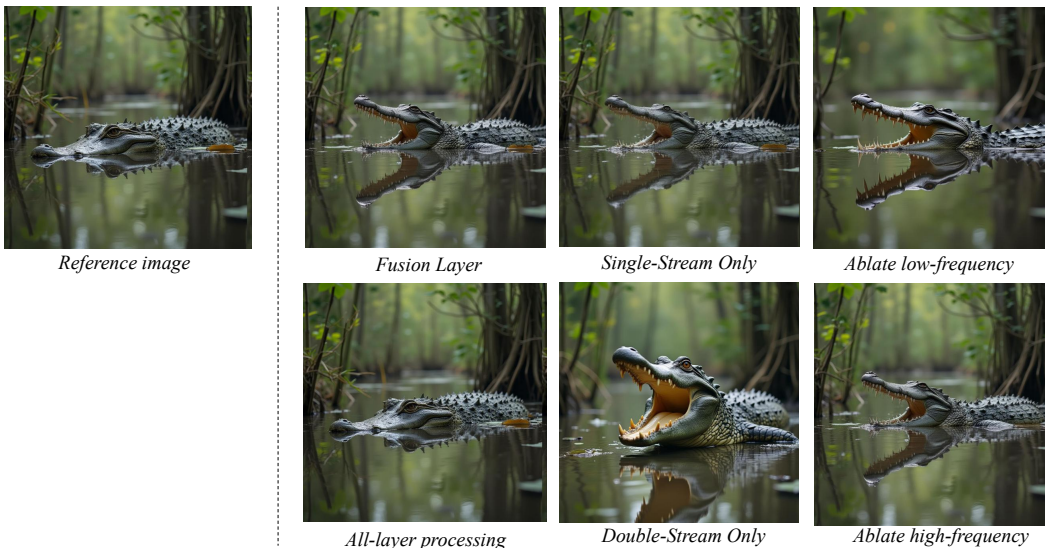 Reference image
Fusion Layer
Single-Stream Only
Ablate low-frequency
All-layer processing
Double-Stream Only
Ablate high-frequency